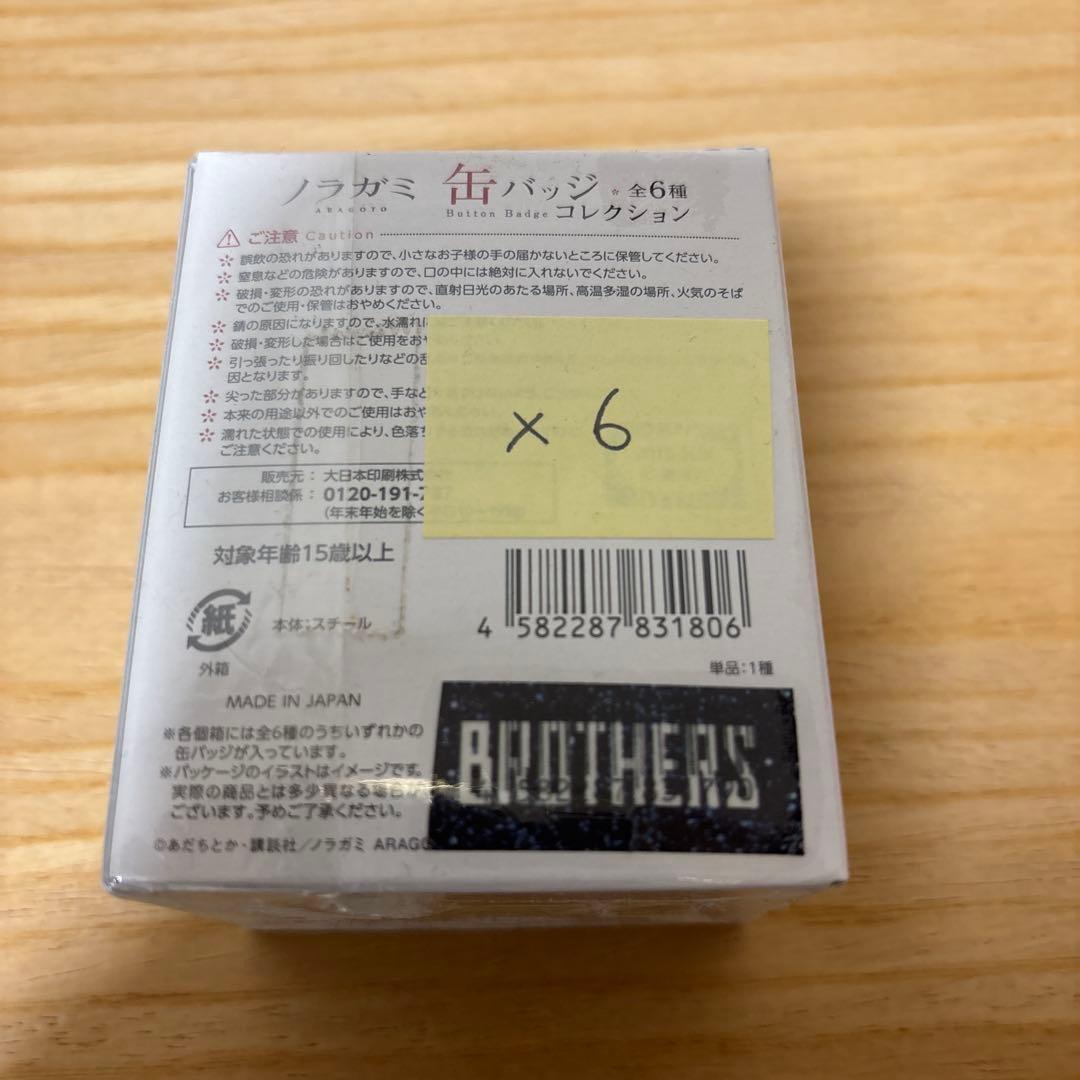 ノラガミ 缶バッジ * 全6種
ARAGOTO Button Badge コレクション
ご注意 Caution
誤飲の恐れがありますので、小さなお子様の手の届かないところに保管してください。
窒息などの危険がありますので、口の中には絶対に入れないでください。
破損・変形の恐れがありますので、直射日光のあたる場所、高温多湿の場所、火気のそば
でのご使用・保管はおやめください。
錆の原因になりますので、水濡れに
破損・変形した場合はご使用をおや
引っ張ったり振り回したりなどの乱
因となります。
尖った部分がありますので、手など
本来の用途以外でのご使用はおや
濡れた状態での使用により、色落ち
ご注意ください。
× 6
販売元: 大日本印刷株式
お客様相談係: 0120-191-7
(年末年始を除く
対象年齢15歳以上
紙
外箱
本体:スチール
4 582287 831806
単品:1種
MADE IN JAPAN
※各個箱には全6種のうちいずれかの
缶バッジが入っています。
※パッケージのイラストはイメージです。
実際の商品とは多少異なる場合が
ございます。予めご了承ください。
BROTHERS
©あだちとか・講談社/ノラガミ ARAGO